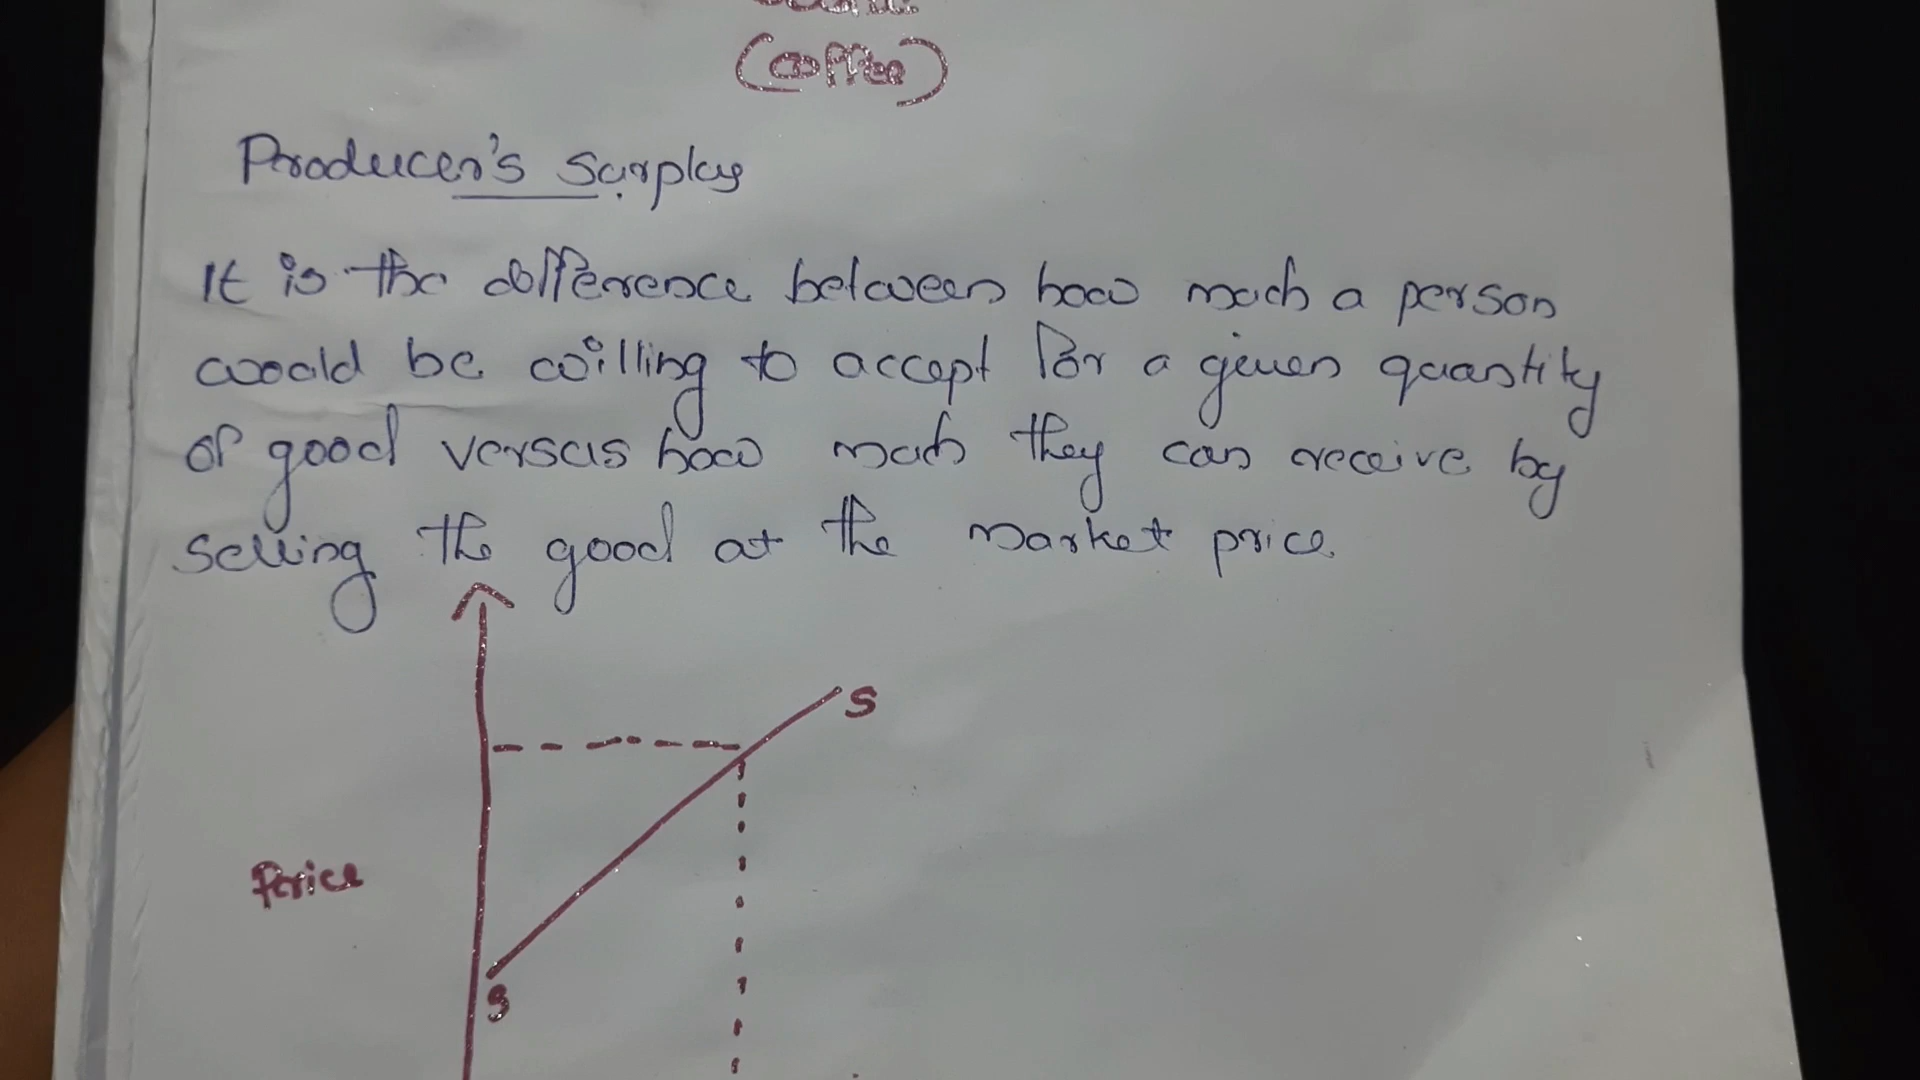 (Coffee)
Producer's Surplus
It is the difference between how much a person
would be willing to accept for a given quantity
of good versus how much they can receive by
selling the good at the market price
S
Price
S